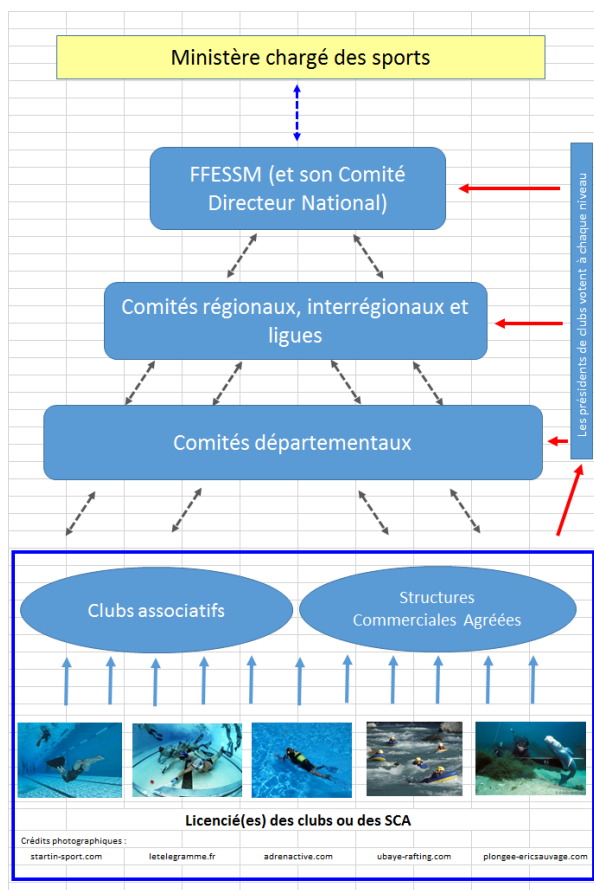 Ministère chargé des sports
FFESSM (et son Comité
Directeur National)
Les présidents de clubs votent à chaque niveau
Comités régionaux, interrégionaux et
ligues
Comités départementaux
Clubs associatifs
Structures
Commerciales Agréées
Licencié(es) des clubs ou des SCA
Crédits photographiques :
startin-sport.com
letelegramme.fr
adrenactive.com
ubaye-rafting.com
plongee-ericsauvage.com